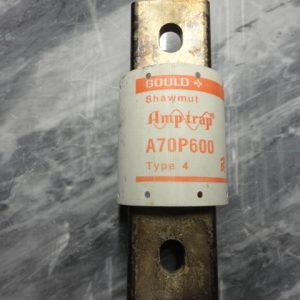 GOULD
Shawmut
Amp-trap
A70P600
Type 4